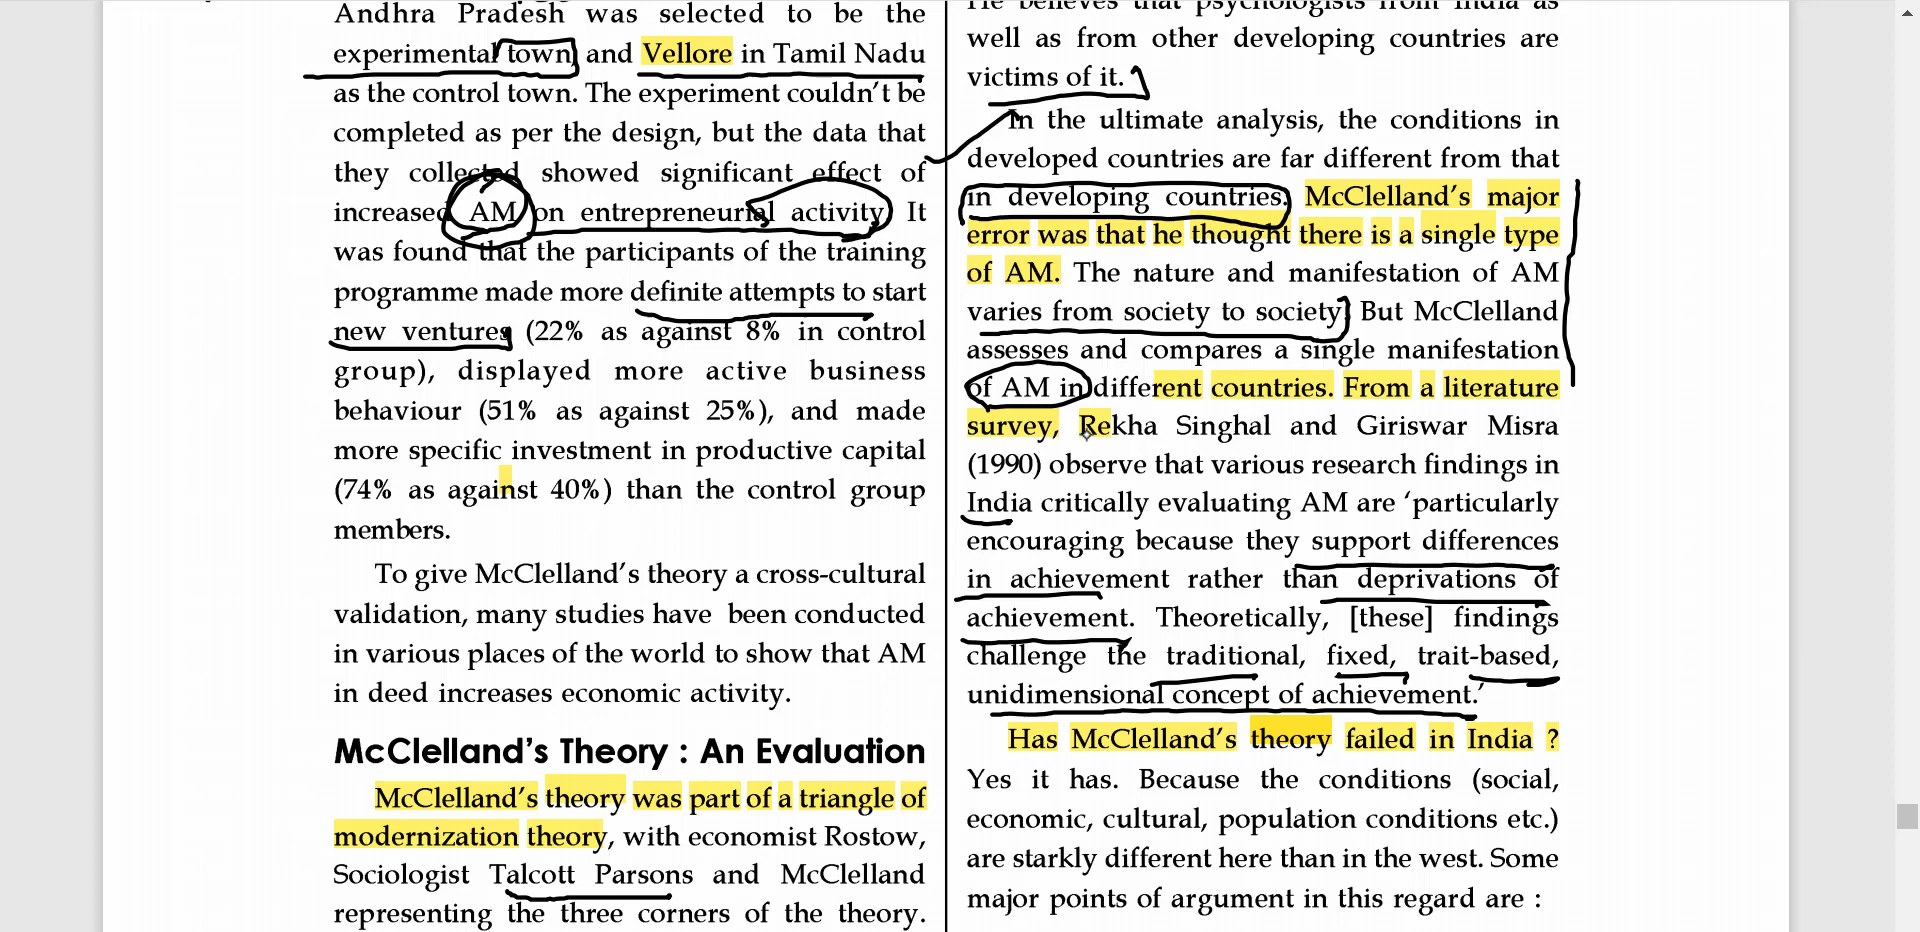 Andhra Pradesh was selected to be the
experimental town, and Vellore in Tamil Nadu
as the control town. The experiment couldn't be
completed as per the design, but the data that
they collected showed significant effect of
increased AM on entrepreneurial activity. It
was found that the participants of the training
programme made more definite attempts to start
new ventures (22% as against 8% in control
group), displayed more active business
behaviour (51% as against 25%), and made
more specific investment in productive capital
(74% as against 40%) than the control group
members.
To give McClelland's theory a cross-cultural
validation, many studies have been conducted
in various places of the world to show that AM
in deed increases economic activity.
McClelland's Theory : An Evaluation
McClelland's theory was part of a triangle of
modernization theory, with economist Rostow,
Sociologist Talcott Parsons and McClelland
representing the three corners of the theory.
He believes that psychologists from India as
well as from other developing countries are
victims of it.
In the ultimate analysis, the conditions in
developed countries are far different from that
in developing countries. McClelland's major
error was that he thought there is a single type
of AM. The nature and manifestation of AM
varies from society to society. But McClelland
assesses and compares a single manifestation
of AM in different countries. From a literature
survey, Rekha Singhal and Giriswar Misra
(1990) observe that various research findings in
India critically evaluating AM are 'particularly
encouraging because they support differences
in achievement rather than deprivations of
achievement. Theoretically, [these] findings
challenge the traditional, fixed, trait-based,
unidimensional concept of achievement.'
Has McClelland's theory failed in India ?
Yes it has. Because the conditions (social,
economic, cultural, population conditions etc.)
are starkly different here than in the west. Some
major points of argument in this regard are :